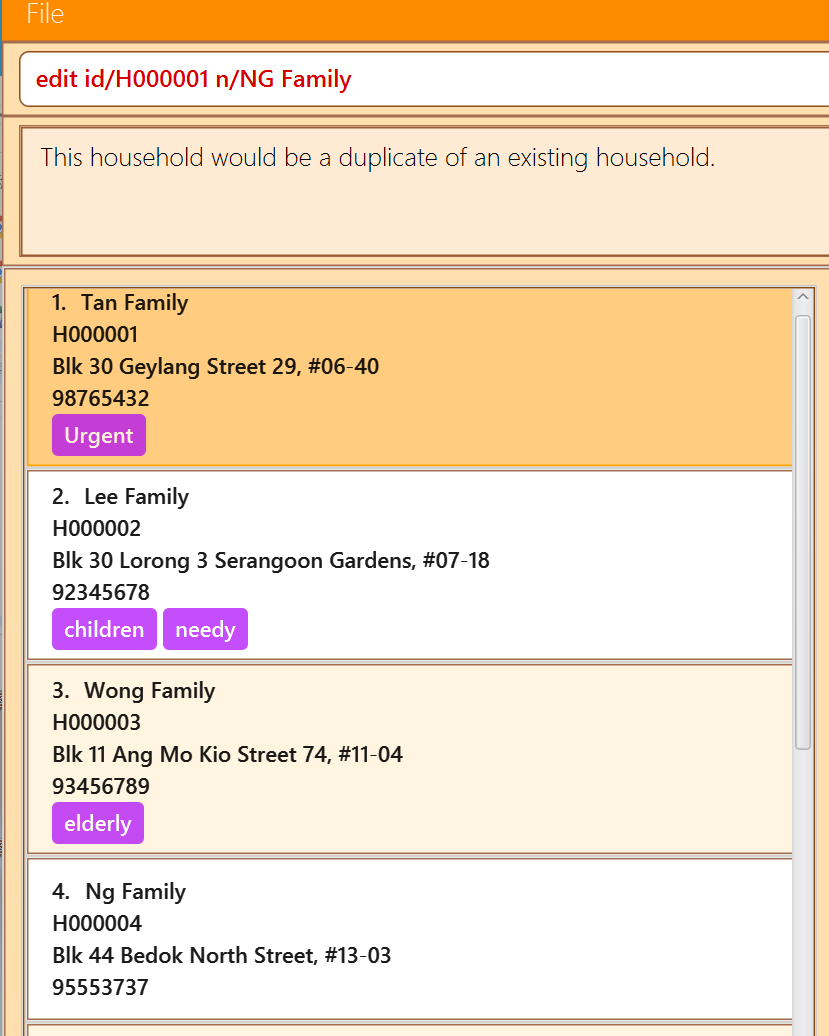 File
edit id/H000001 n/NG Family
This household would be a duplicate of an existing household.
1. Tan Family
H000001
Blk 30 Geylang Street 29, #06-40
98765432
Urgent
2. Lee Family
H000002
Blk 30 Lorong 3 Serangoon Gardens, #07-18
92345678
children needy
3. Wong Family
H000003
Blk 11 Ang Mo Kio Street 74, #11-04
93456789
elderly
4. Ng Family
H000004
Blk 44 Bedok North Street, #13-03
95553737